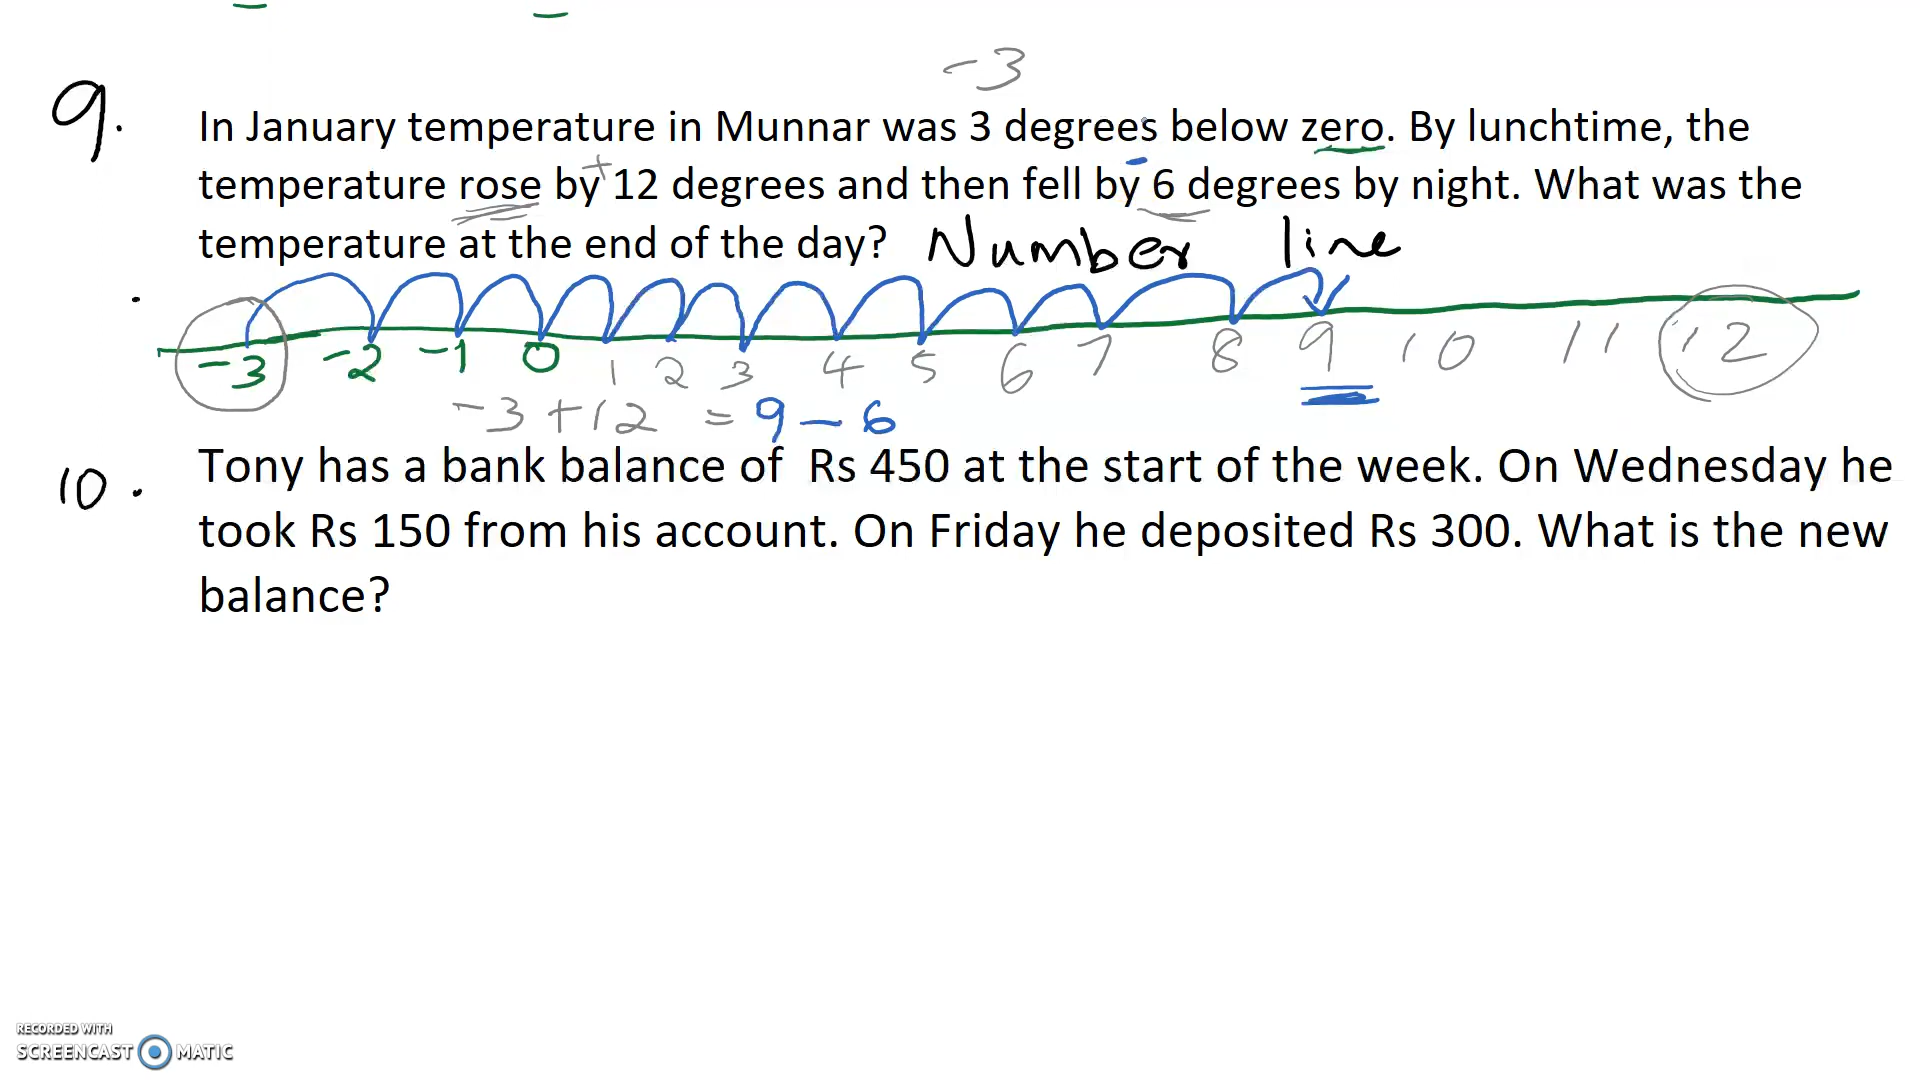 -3
9.
In January temperature in Munnar was 3 degrees below zero. By lunchtime, the
+
temperature rose by 12 degrees and then fell by 6 degrees by night. What was the
temperature at the end of the day? Number line
-3 -2 -1 0 1 2 3 4 5 6 7 8 9 10 11 12
-3 +12 = 9 - 6
10. Tony has a bank balance of Rs 450 at the start of the week. On Wednesday he
took Rs 150 from his account. On Friday he deposited Rs 300. What is the new
balance?
RECORDED WITH
SCREENCAST MATIC